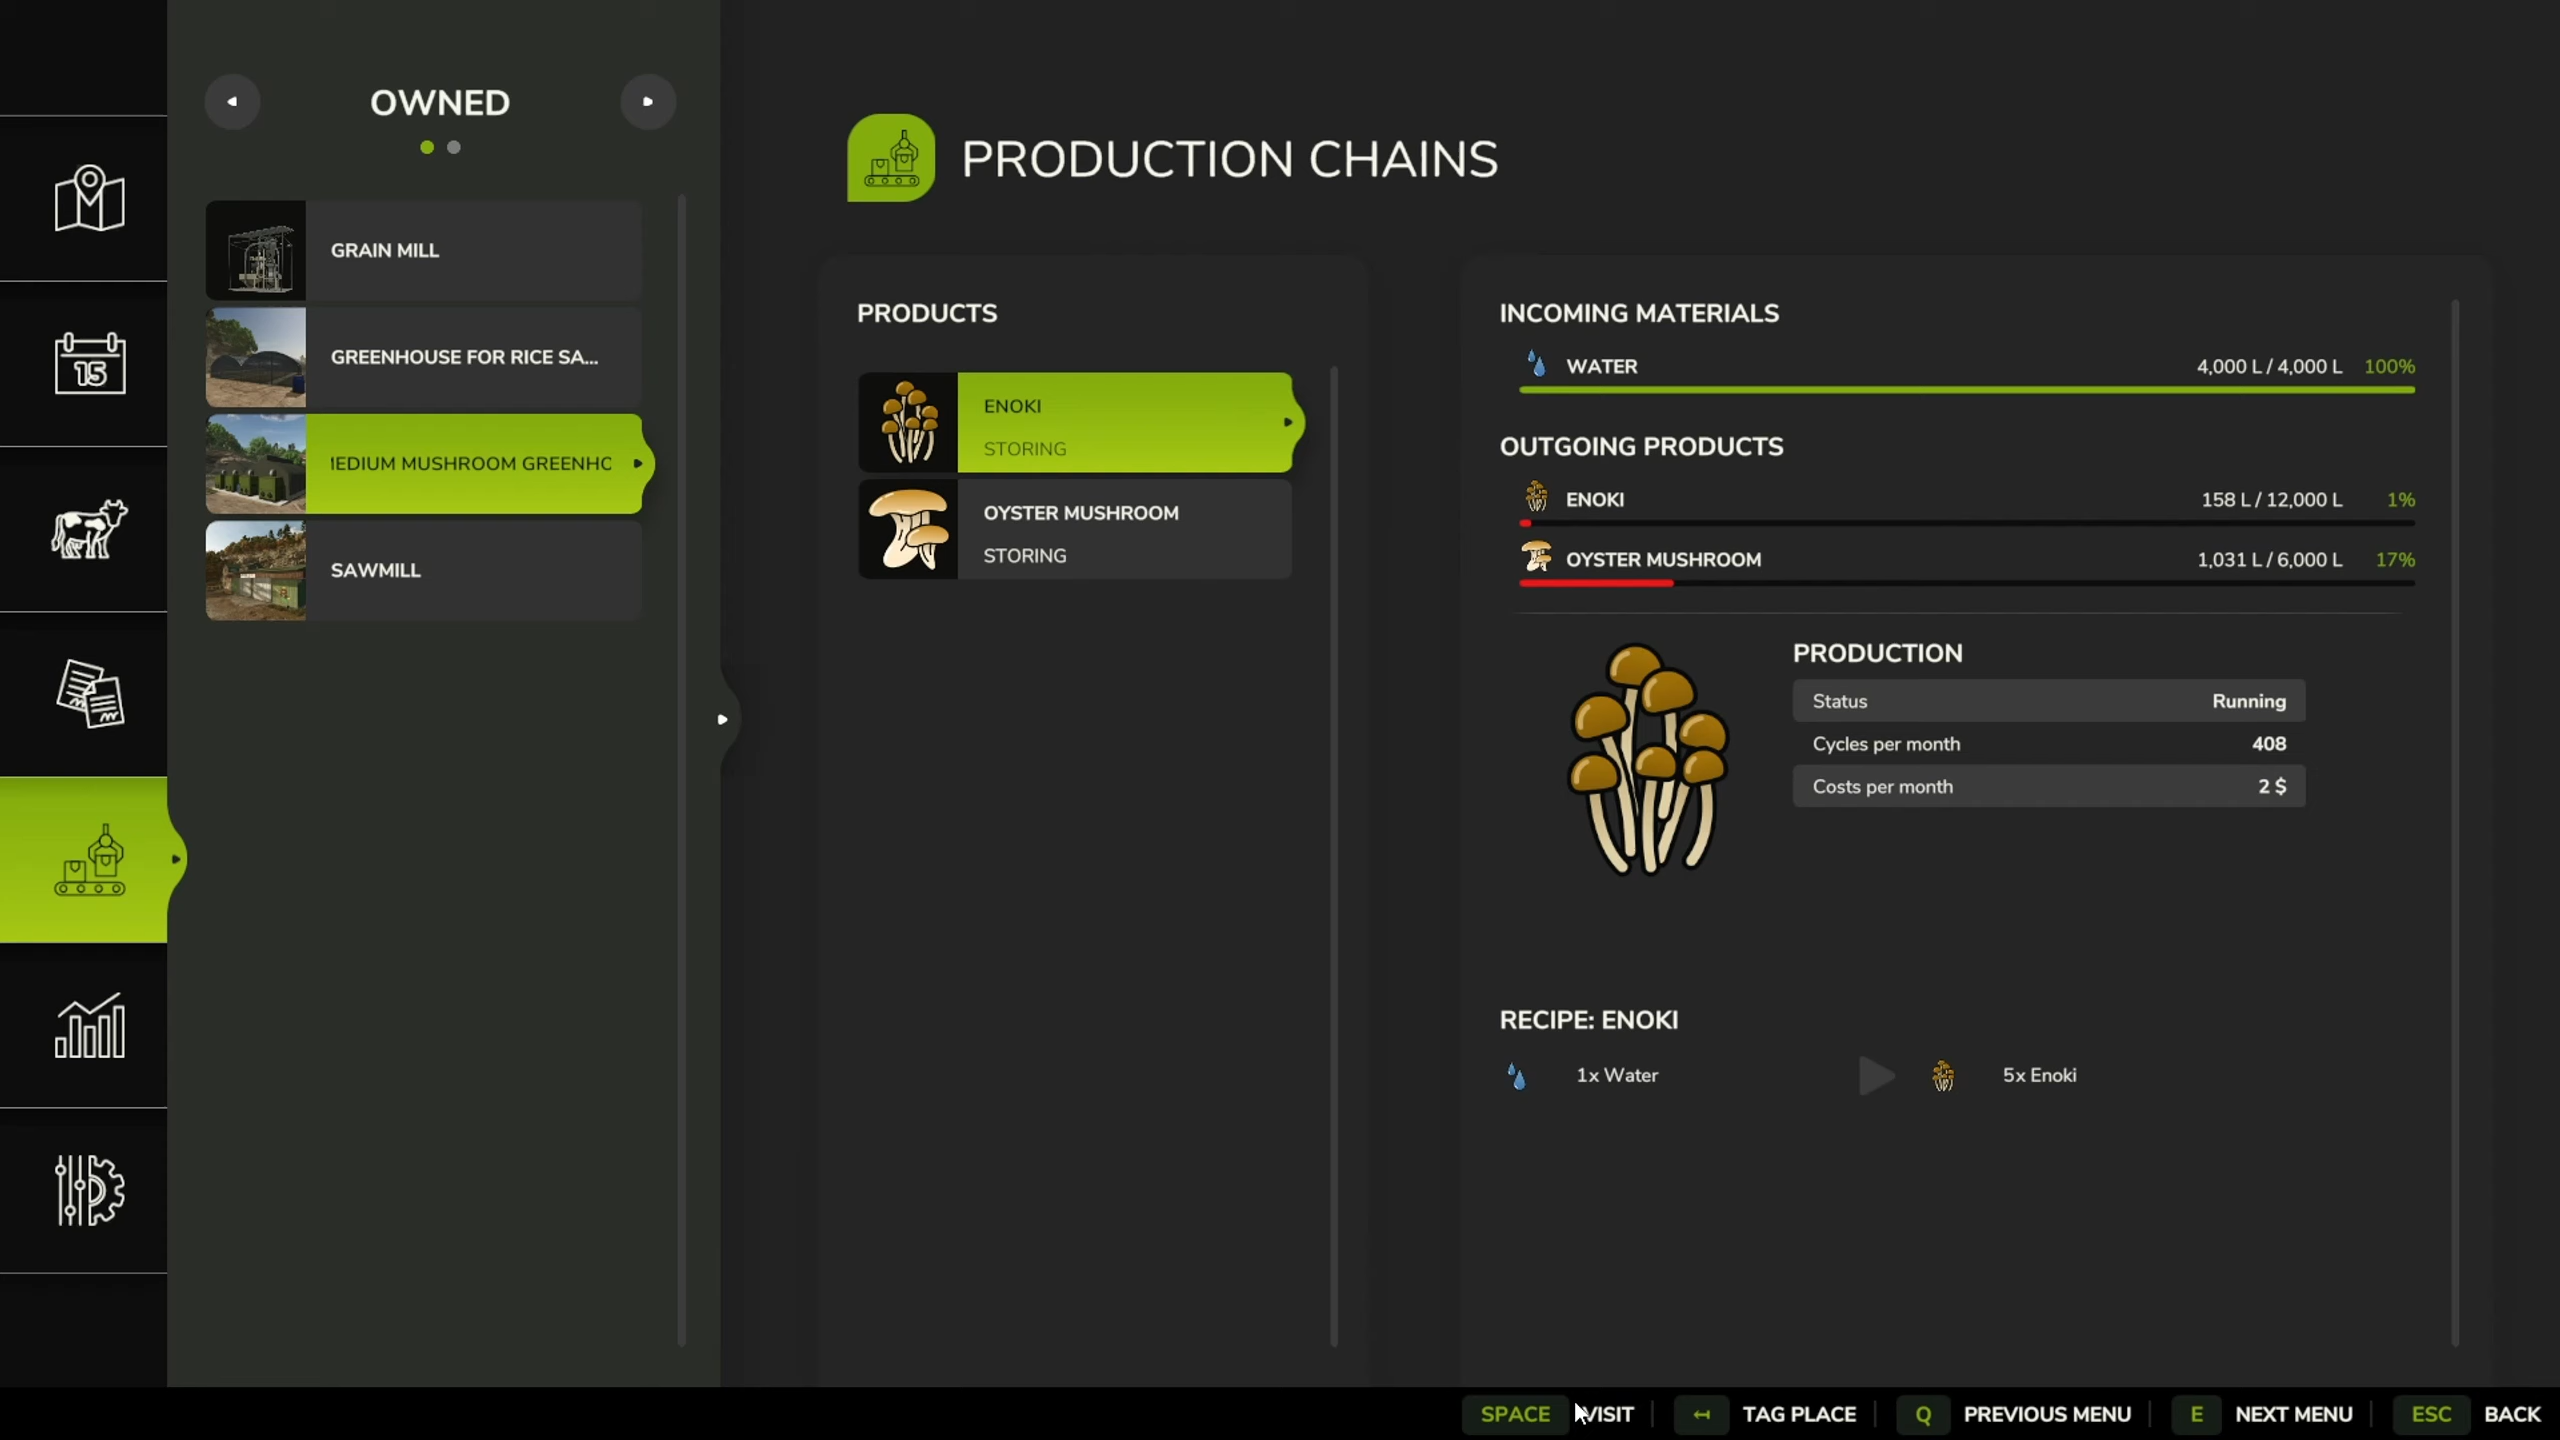 OWNED
GRAIN MILL
GREENHOUSE FOR RICE SA...
MEDIUM MUSHROOM GREENHO
SAWMILL
15
PRODUCTION CHAINS
PRODUCTS
ENOKI
STORING
OYSTER MUSHROOM
STORING
INCOMING MATERIALS
WATER 4,000 L / 4,000 L 100%
OUTGOING PRODUCTS
ENOKI 158 L / 12,000 L 1%
OYSTER MUSHROOM 1,031 L / 6,000 L 17%
PRODUCTION
Status Running
Cycles per month 408
Costs per month 2 $
RECIPE: ENOKI
1x Water 5x Enoki
SPACE VISIT TAG PLACE Q PREVIOUS MENU E NEXT MENU ESC BACK